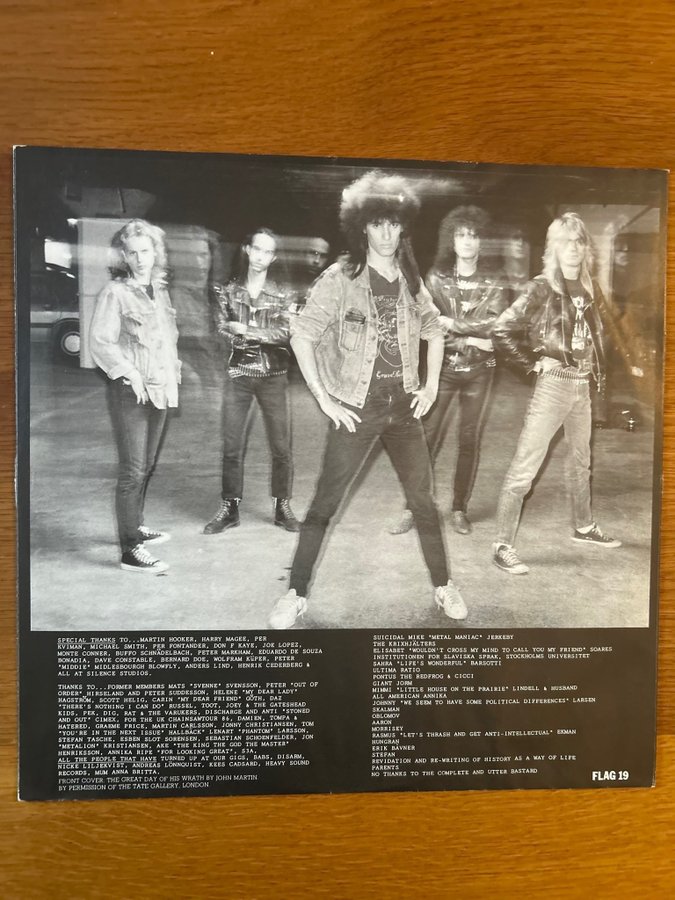 SPECIAL THANKS TO...MARTIN HOOKER, HARRY MAGEE, PER
KVIMAN, MICHAEL SMITH, PER FONTANDER, DON F KAYE, JOK LOPEZ,
MONTE CONNER, BUFFO SCHNÄDELBACH, PETER MARKHAM, EDUARDO DE SOUZA
BONADIA, DAVE CONSTABLE, BERNARD DOE, WOLFRAM KÜPER, PETER
"MIDDIE" MIDLESBOURGH BLOWFLY, ANDERS LIND, HENRIK CEDERBERG &
ALL AT SILENCE STUDIOS.
THANKS TO...FORMER MEMBERS MATS "SVENNE" SVENSSON, PETER "OUT OF
ORDER" HIRSELAND AND PETER SUDDESSON, HELENE "MY DEAR LADY"
HAGSTRÖM, SCOTT HELIG, CARIN "MY DEAR FRIEND" GÖTH, DAZ
"THERE'S NOTHING I CAN DO" RUSSEL, TOOT, JOEY & THE GATESHEAD
KIDS, PEK, DIG, RAT & THE VARUKERS, DISCHARGE AND ANTI "STONED
AND OUT" CIMEX, FOR THE UK CHAINSAWTOUR 86, DAMIEN, TOMPA &
HATERED, GRAEME PRICE, MARTIN CARLSSON, JONNY CHRISTIANSEN, TOM
"YOU'RE IN THE NEXT ISSUE" HALLBÄCK" LENART "PHANTOM" LARSSON,
STEFAN TASCHE, ESBEN SLOT SORENSEN, SEBASTIAN SCHOENFELDER, JON
"METALION" KRISTIANSEN, AKE "THE KING THE GOD THE MASTER"
HENRIKSSON, ANNIKA RIPE "FOR LOOKING GREAT", 53A,
ALL THE PEOPLE THAT HAVE TURNED UP AT OUR GIGS, BABS, DISARM,
NICKE LILJEKVIST, ANDREAS LÖNNQUIST, KEES CADSARD, HEAVY SOUND
RECORDS, MUM ANNA BRITTA.
FRONT COVER: THE GREAT DAY OF HIS WRATH BY JOHN MARTIN
BY PERMISSION OF THE TATE GALLERY, LONDON
SUICIDAL MIKE "METAL MANIAC" JERKEBY
THE KRIXHJÄLTERS
ELISABET "WOULDN'T CROSS MY MIND TO CALL YOU MY FRIEND" SOARES
INSTITUTIONEN FOR SLAVISKA SPRAK, STOCKHOLMS UNIVERSITET
SAHRA "LIFE'S WONDERFUL" BARSOTTI
ULTIMA RATIO
PONTUS THE REDFROG & CICCI
GIANT JORM
MIMMI "LITTLE HOUSE ON THE PRAIRIE" LINDELL & HUSBAND
ALL AMERICAN ANNIKA
JOHNNY "WE SEEM TO HAVE SOME POLITICAL DIFFERENCES" LARSEN
SKALMAN
OBLOMOV
AARON
MORRISEY
RASMUS "LET'S THRASH AND GET ANTI-INTELLECTUAL" EKMAN
HUNGRAN
ERIK BAVNER
STEFAN
REVIDATION AND RE-WRITING OF HISTORY AS A WAY OF LIFE
PARENTS
NO THANKS TO THE COMPLETE AND UTTER BASTARD
FLAG 19